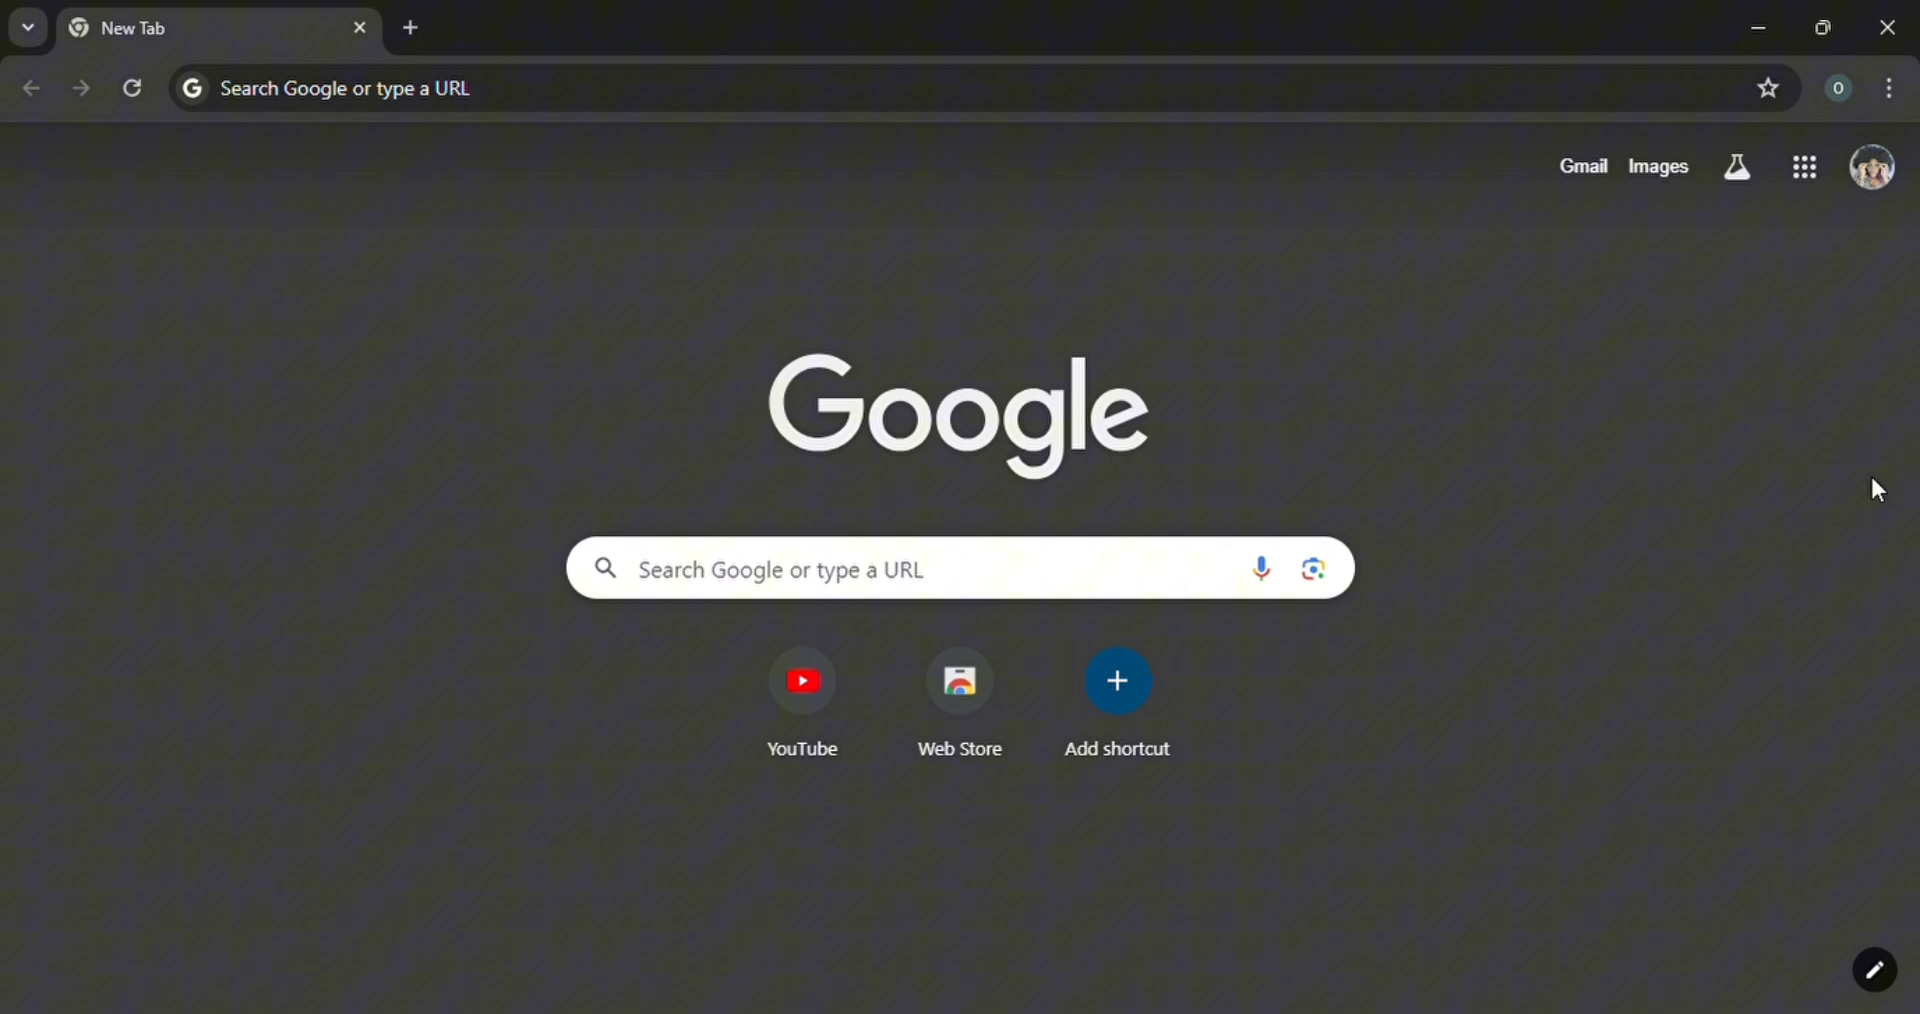 New Tab
Search Google or type a URL
O
Gmail Images
Google
Search Google or type a URL
YouTube Web Store Add shortcut